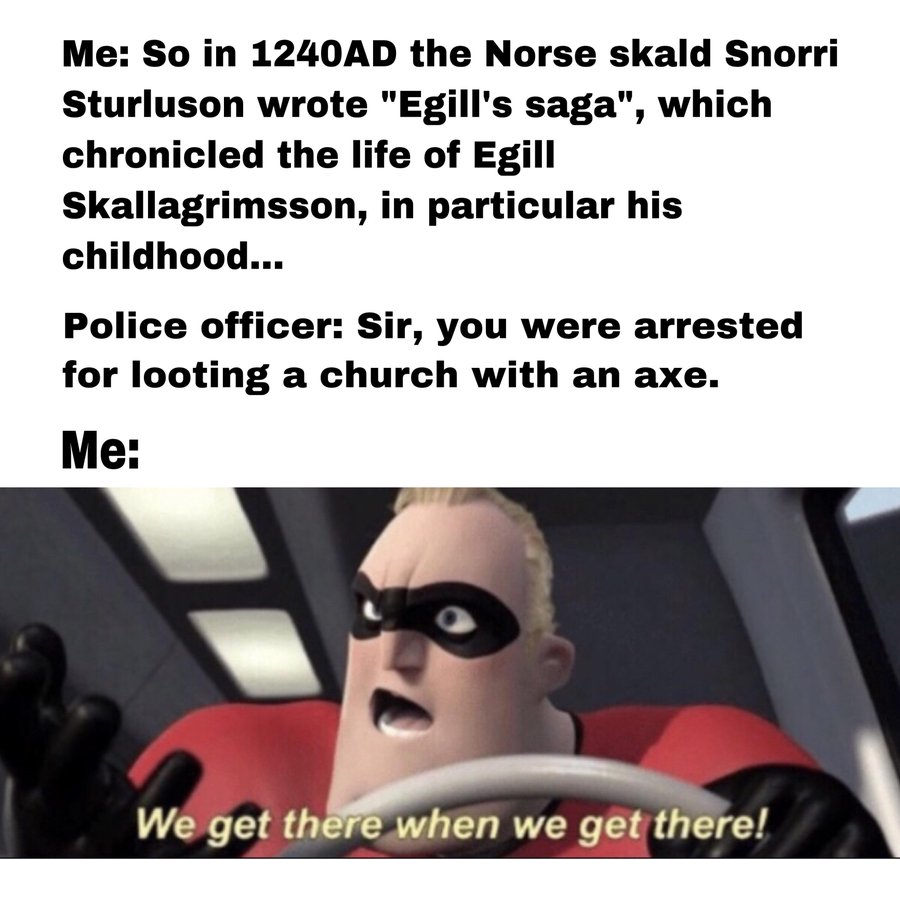 Me: So in 1240AD the Norse skald Snorri
Sturluson wrote "Egill's saga", which
chronicled the life of Egill
Skallagrimsson, in particular his
childhood...
Police officer: Sir, you were arrested
for looting a church with an axe.
Me:
We get there when we get there!